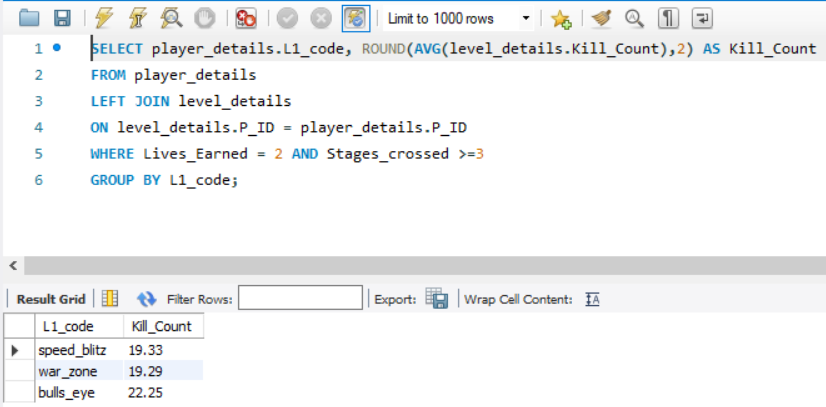 Limit to 1000 rows
1 SELECT player_details.L1_code, ROUND(AVG(level_details.Kill_Count),2) AS Kill_Count
2 FROM player_details
3 LEFT JOIN level_details
4 ON level_details.P_ID = player_details.P_ID
5 WHERE Lives_Earned = 2 AND Stages_crossed >=3
6 GROUP BY L1_code;
Result Grid Filter Rows: Export: Wrap Cell Content: IA
L1_code Kill_Count
speed_blitz 19.33
war_zone 19.29
bulls_eye 22.25